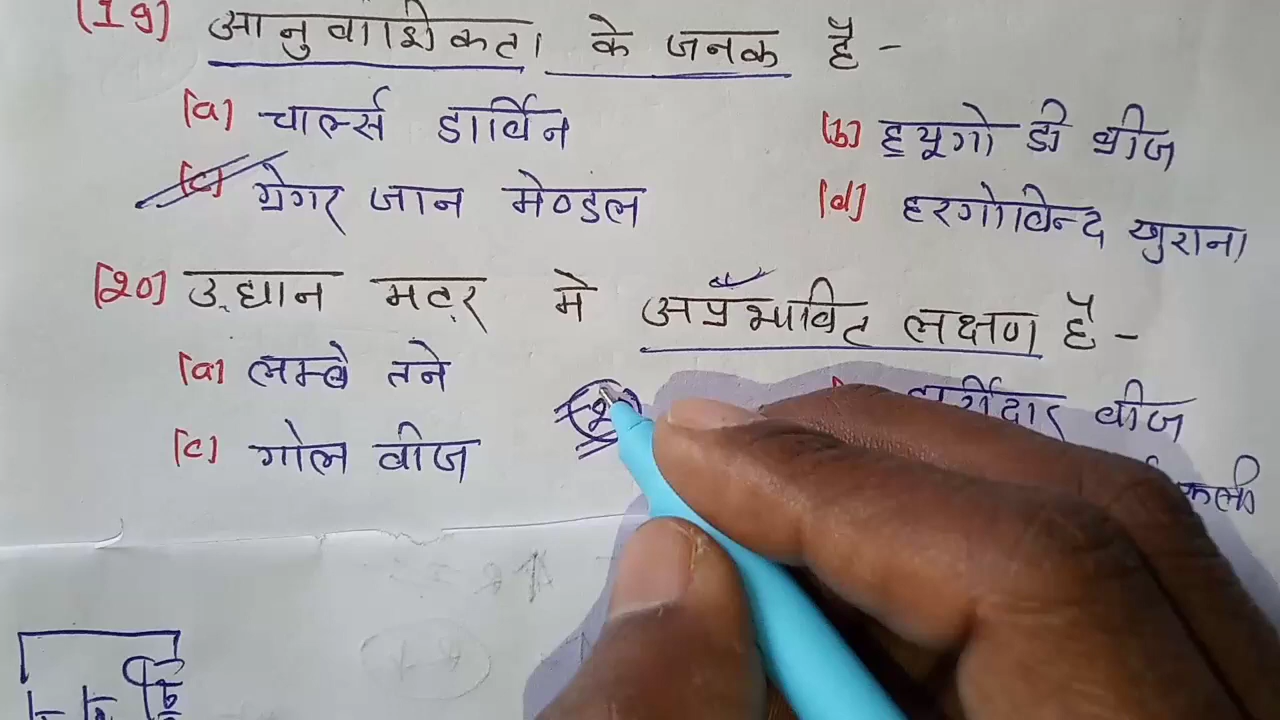 (19) आनुवांशिकता के जनक है -
(a) चार्ल्स डार्विन (b) ह्यूगो डी व्रीज
(c) ग्रेगर जान मेण्डल (d) हरगोविन्द खुराना
(20) उद्यान मटर मे अप्रभावित लक्षण है -
(a) लम्बे तने बीज
(c) गोल बीज